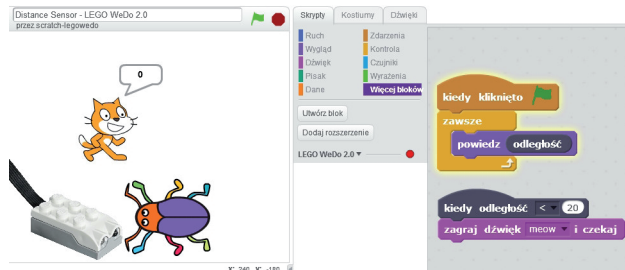 Distance Sensor - LEGO WeDo 2.0
przez scratch-legowedo
0
X: 240 Y: -180
Skrypty Kostiumy Dźwięki
Ruch Zdarzenia
Wygląd Kontrola
Dźwięk Czujniki
Pisak Wyrażenia
Dane Więcej bloków
Utwórz blok
Dodaj rozszerzenie
LEGO WeDo 2.0
kiedy kliknięto
zawsze
powiedz odległość
kiedy odległość < 20
zagraj dźwięk meow i czekaj